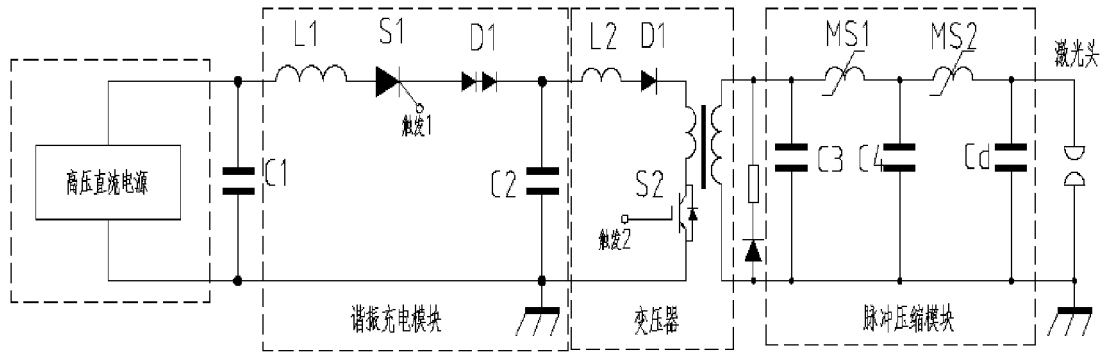 L1
S1
D1
L2
D1
MS1
MS2
激光头
触发1
高压直流电源
C1
C2
S2
触发2
C3
C4
Cd
谐振充电模块
变压器
脉冲压缩模块